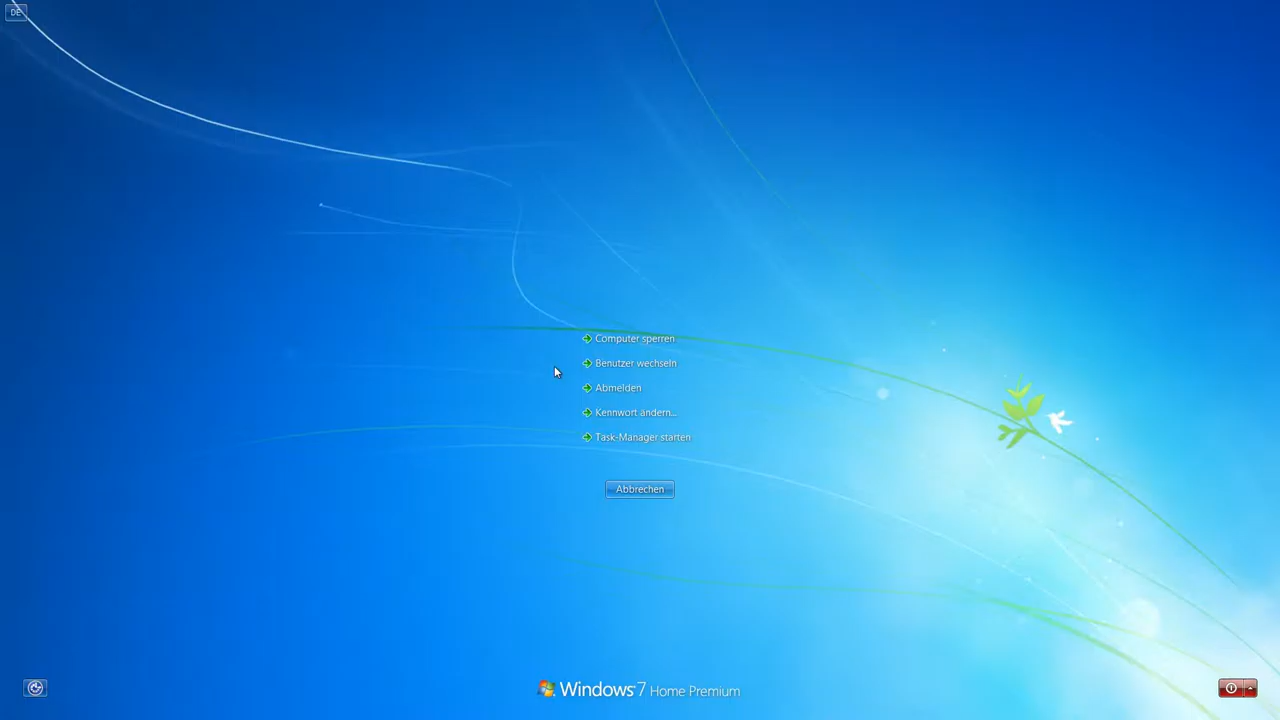 DE
Computer sperren
Benutzer wechseln
Abmelden
Kennwort ändern...
Task-Manager starten
Abbrechen
Windows 7 Home Premium